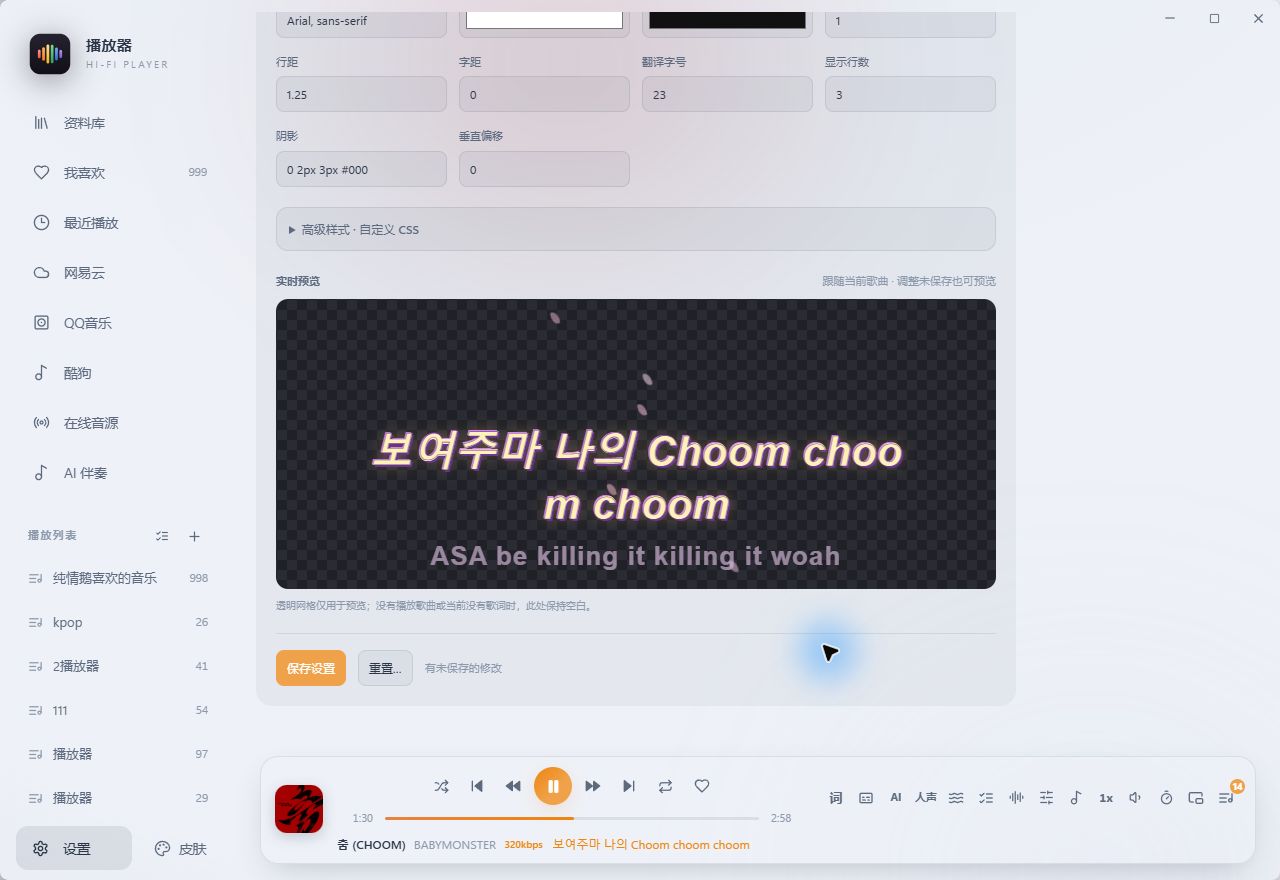 播放器
HI-FI PLAYER
资料库
我喜欢 999
最近播放
网易云
QQ音乐
酷狗
在线音源
AI 伴奏
播放列表
纯情鹅喜欢的音乐 998
kpop 26
2播放器 41
111 54
播放器 97
播放器 29
设置 皮肤
Arial, sans-serif 1
行距 字距 翻译字号 显示行数
1.25 0 23 3
阴影 垂直偏移
0 2px 3px #000 0
高级样式 · 自定义 CSS
实时预览 跟随当前歌曲 · 调整未保存也可预览
보여주마 나의 Choom choo
m choom
ASA be killing it killing it woah
透明网格仅用于预览；没有播放歌曲或当前没有歌词时，此处保持空白。
保存设置 重置... 有未保存的修改
词 AI 人声 1x 14
1:30 2:58
춤 (CHOOM) BABYMONSTER 320kbps 보여주마 나의 Choom choom choom